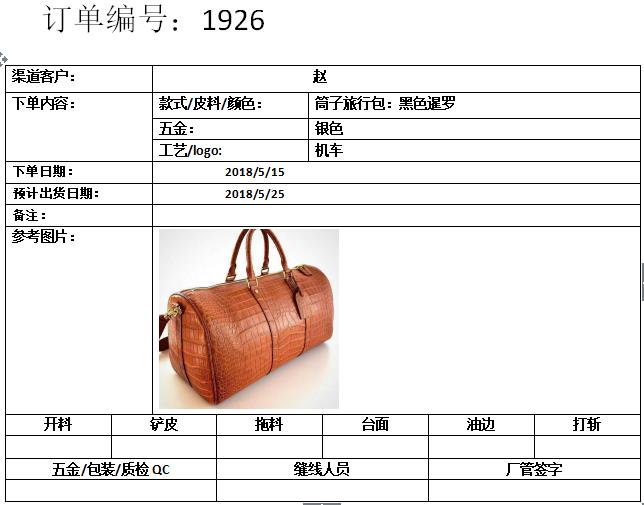 订单编号：1926
渠道客户： 赵
下单内容： 款式/皮料/颜色： 筒子旅行包：黑色暹罗
五金： 银色
工艺/logo: 机车
下单日期： 2018/5/15
预计出货日期： 2018/5/25
备注：
参考图片：
开料 铲皮 拖料 台面 油边 打斩
五金/包装/质检 QC 缝线人员 厂管签字